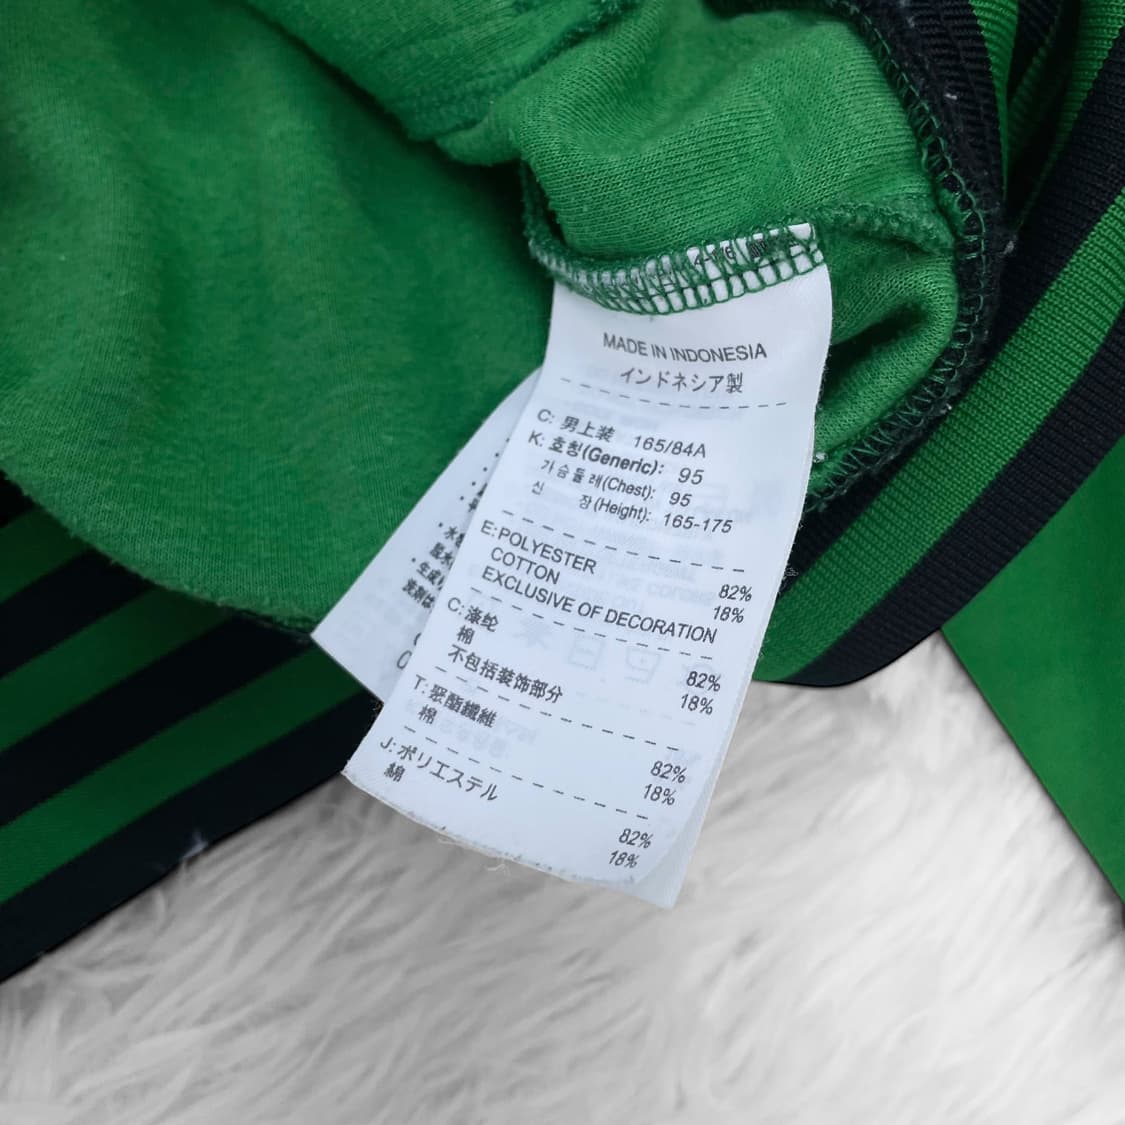 MADE IN INDONESIA
インドネシア製
C: 男上装 165/84A
K: 호칭(Generic): 95
가슴둘레(Chest): 95
신 장(Height): 165-175
E: POLYESTER 82%
COTTON 18%
EXCLUSIVE OF DECORATION
C: 涤纶 82%
棉 18%
不包括装饰部分
T: 聚酯纖維 82%
棉 18%
J: ポリエステル 82%
綿 18%